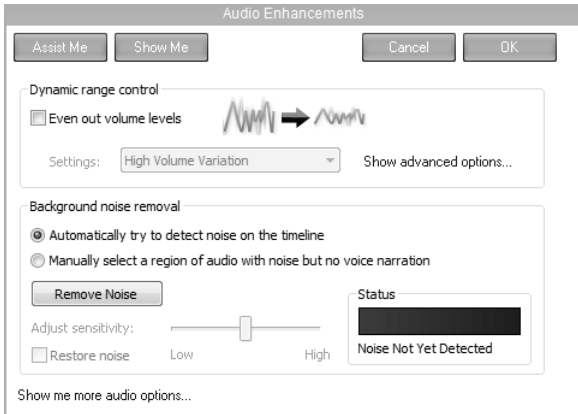 Audio Enhancements
Assist Me Show Me Cancel OK
Dynamic range control
Even out volume levels
Settings: High Volume Variation Show advanced options...
Background noise removal
Automatically try to detect noise on the timeline
Manually select a region of audio with noise but no voice narration
Remove Noise Status
Adjust sensitivity:
Noise Not Yet Detected
Restore noise Low High
Show me more audio options...